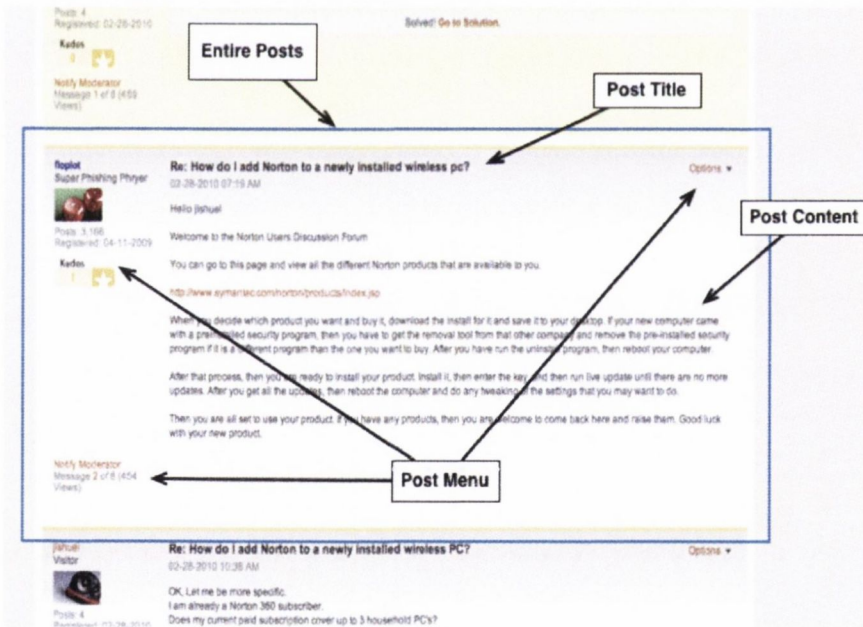 Posts: 4
Registered: 02-28-2010
Solved! Go to Solution.
Kudos
0
Entire Posts
Notify Moderator
Message 1 of 8 (459
Views)
Post Title
floplot
Super Phishing Phryer
Re: How do I add Norton to a newly installed wireless pc?
Options
02-28-2010 07:19 AM
Hello jishuel
Posts: 3,166
Registered: 04-11-2009
Welcome to the Norton Users Discussion Forum
Post Content
Kudos
1
You can go to this page and view all the different Norton products that are available to you.
http://www.symantec.com/norton/products/index.jsp
When you decide which product you want and buy it, download the install for it and save it to your desktop. If your new computer came
with a preinstalled security program, then you have to get the removal tool from that other company and remove the pre-installed security
program if it is a different program than the one you want to buy. After you have run the uninstall program, then reboot your computer.
After that process, then you are ready to install your product. Install it, then enter the key, and then run live update until there are no more
updates. After you get all the updates, then reboot the computer and do any tweaking of the settings that you may want to do.
Then you are all set to use your product. If you have any products, then you are welcome to come back here and raise them. Good luck
with your new product.
Notify Moderator
Message 2 of 8 (454
Views)
Post Menu
jishuel
Visitor
Re: How do I add Norton to a newly installed wireless PC?
Options
02-28-2010 10:38 AM
OK, Let me be more specific.
I am already a Norton 360 subscriber.
Posts: 4
Does my current paid subscription cover up to 3 household PC's?
Registered: 02-28-2010